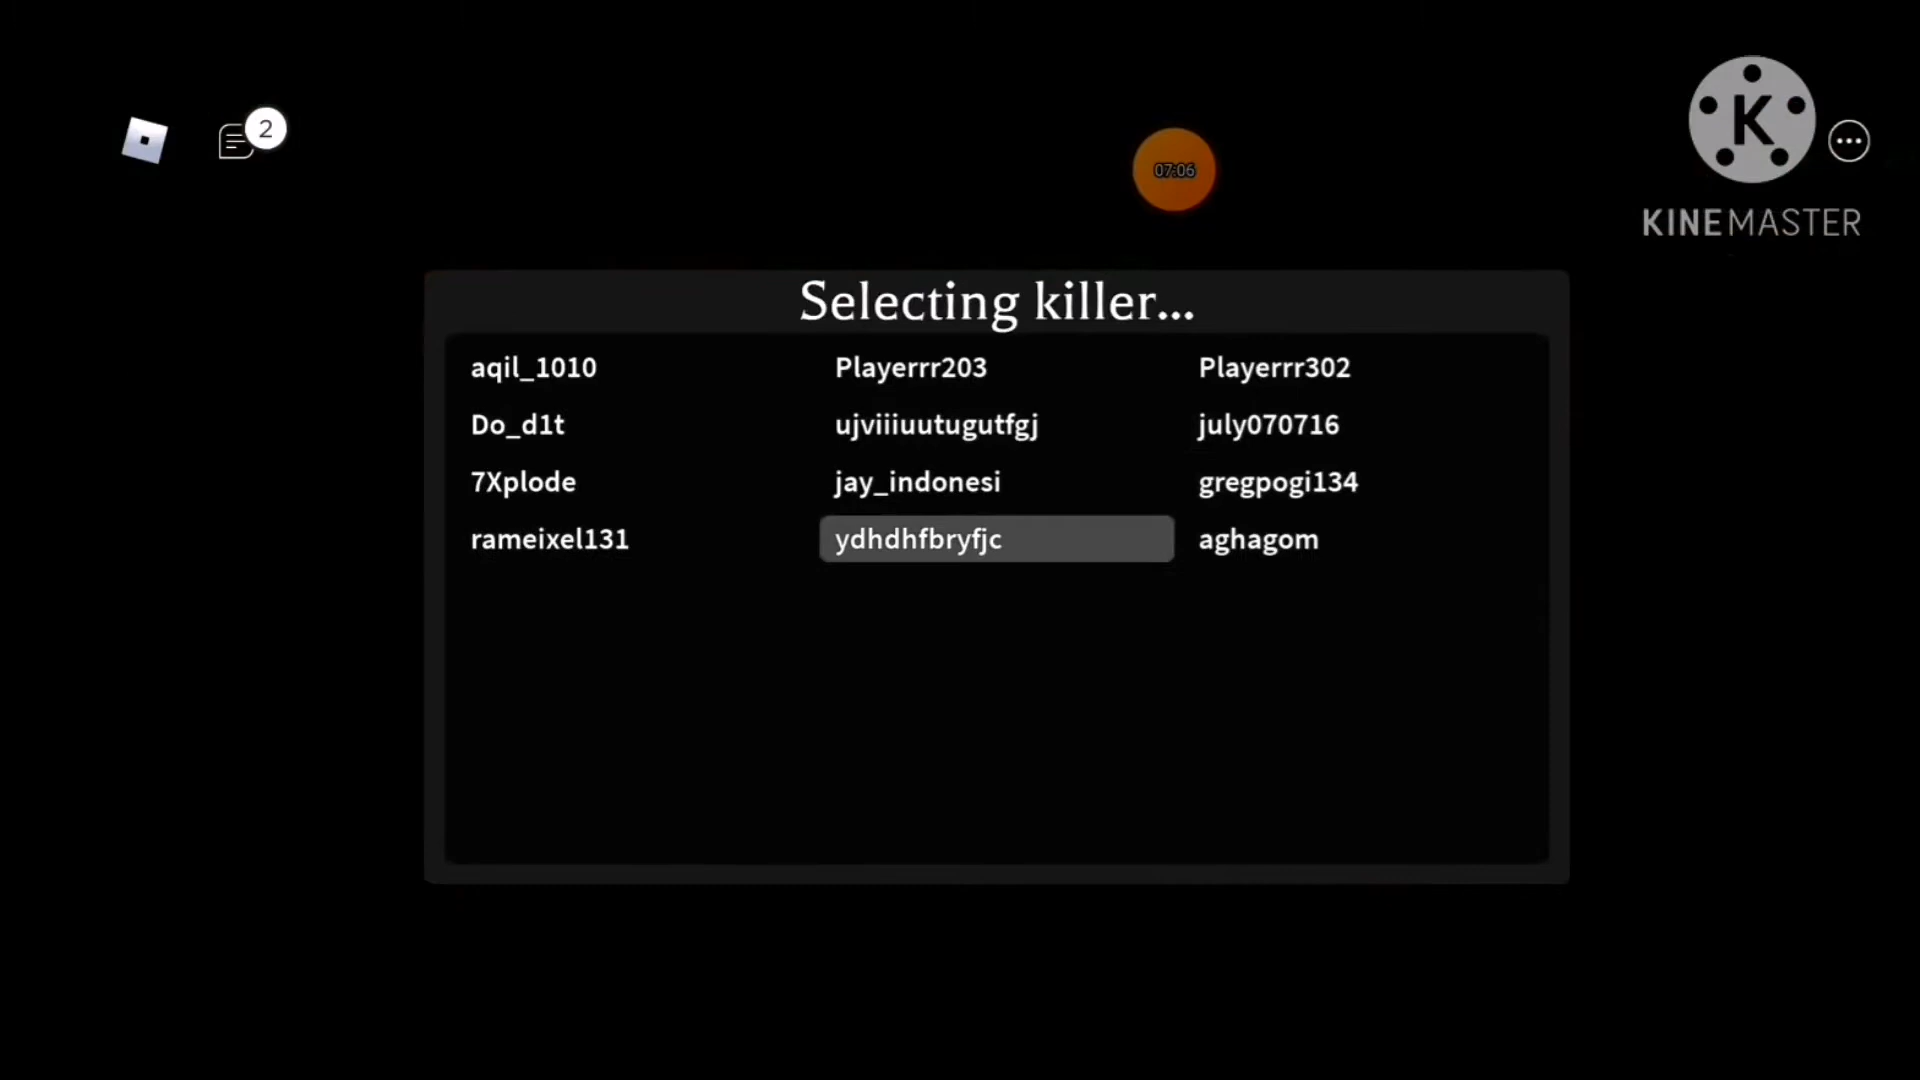 2
07:06
K
KINEMASTER
Selecting killer...
aqil_1010 Playerrr203 Playerrr302
Do_d1t ujviiiuutugutfgj july070716
7Xplode jay_indonesi gregpogi134
rameixel131 ydhdhfbryfjc aghagom